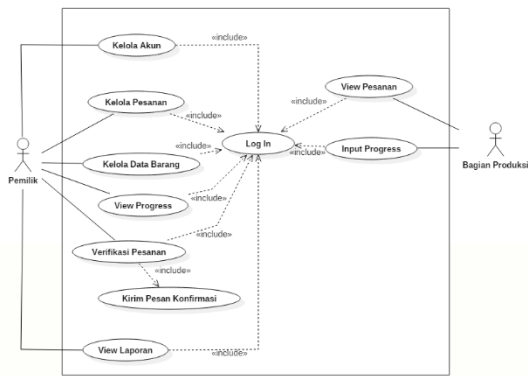 Kelola Akun
«include»
View Pesanan
Kelola Pesanan
«include»
«include»
Log In
«include»
Input Progress
«include»
Kelola Data Barang
Pemilik
Bagian Produksi
View Progress
«include»
Verifikasi Pesanan
«include»
«include»
Kirim Pesan Konfirmasi
View Laporan
«include»